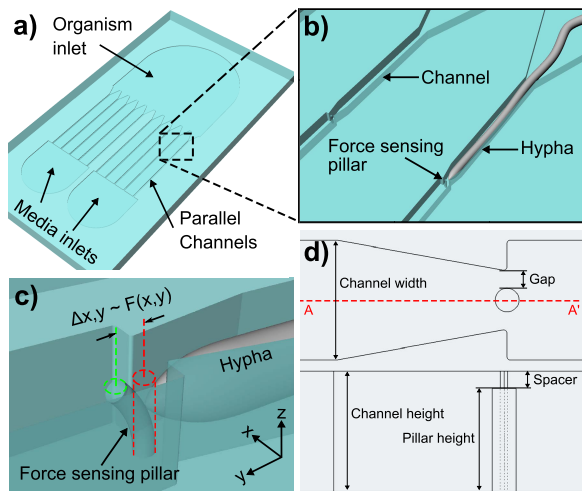 a)
Organism
inlet
Media inlets
Parallel
Channels
b)
Channel
Force sensing
pillar
Hypha
c)
Δx,y ~ F(x,y)
Hypha
Force sensing pillar
x
y
z
d)
Channel width
Gap
A
A'
Spacer
Channel height
Pillar height